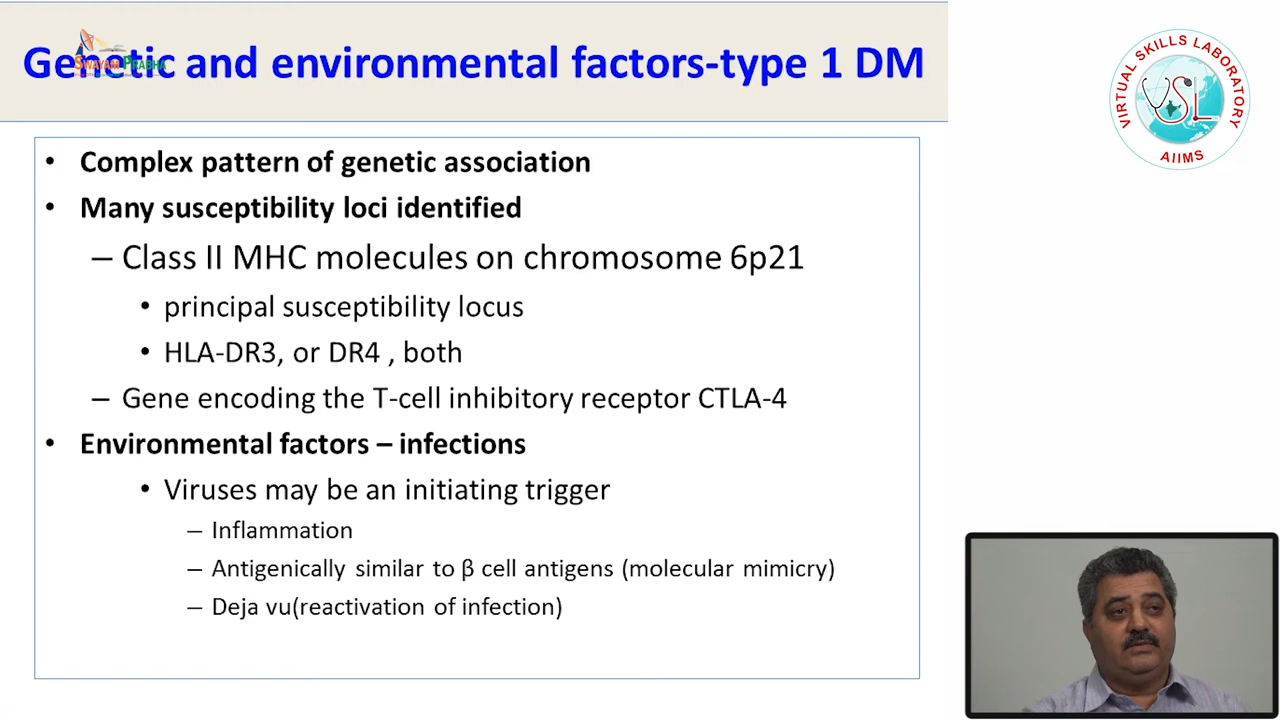 Genetic and environmental factors-type 1 DM
SWAYAM PRABHA
VIRTUAL SKILLS LABORATORY
VSL
AIIMS
• Complex pattern of genetic association
• Many susceptibility loci identified
– Class II MHC molecules on chromosome 6p21
• principal susceptibility locus
• HLA-DR3, or DR4 , both
– Gene encoding the T-cell inhibitory receptor CTLA-4
• Environmental factors – infections
• Viruses may be an initiating trigger
– Inflammation
– Antigenically similar to β cell antigens (molecular mimicry)
– Deja vu(reactivation of infection)